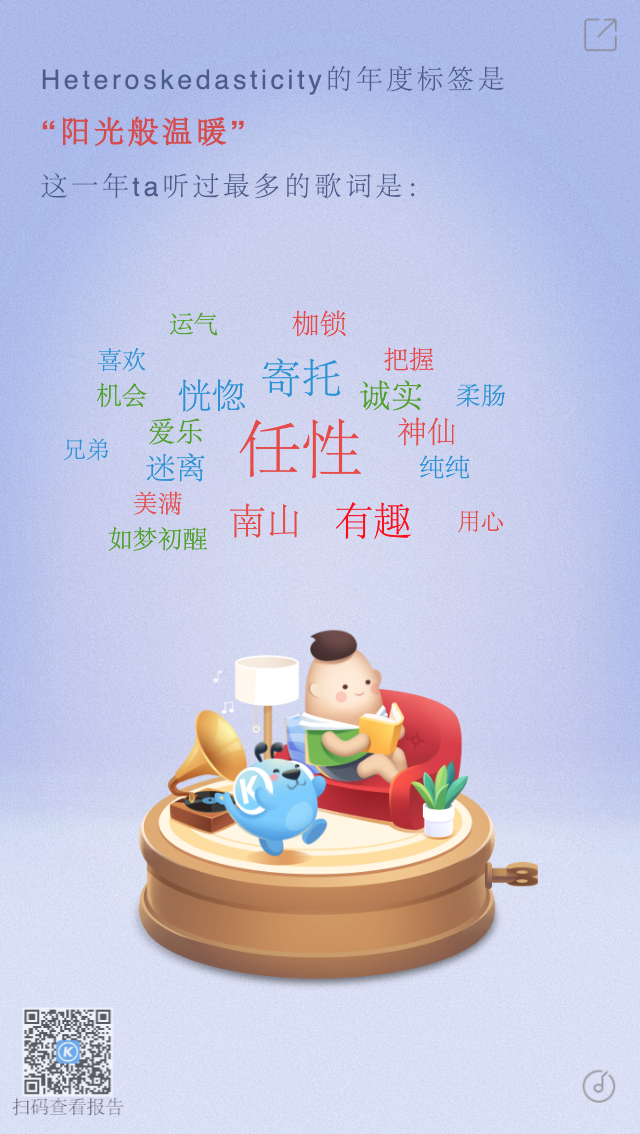 Heteroskedasticity的年度标签是
“阳光般温暖”
这一年ta听过最多的歌词是：
运气 枷锁
喜欢 寄托 把握
机会 恍惚 诚实 柔肠
爱乐 任性 神仙
兄弟 迷离 纯纯
美满 南山 有趣 用心
如梦初醒
K
K
扫码查看报告